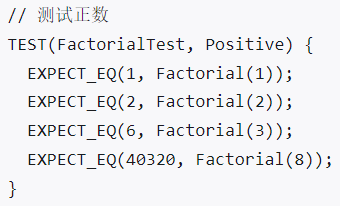 // 测试正数
TEST(FactorialTest, Positive) {
  EXPECT_EQ(1, Factorial(1));
  EXPECT_EQ(2, Factorial(2));
  EXPECT_EQ(6, Factorial(3));
  EXPECT_EQ(40320, Factorial(8));
}